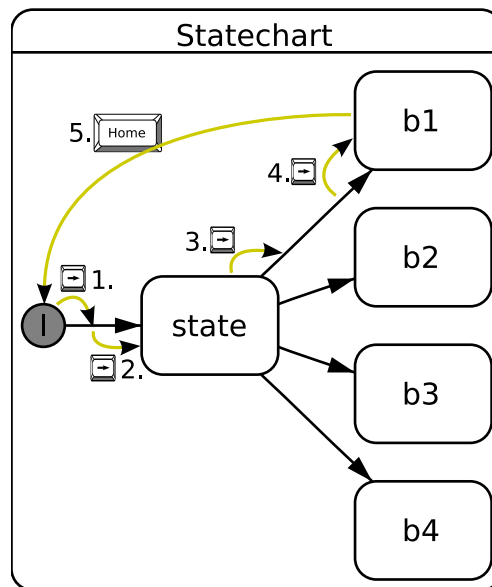 Statechart
b1
5. Home
4. →
3. →
b2
→ 1.
I
state
→ 2.
b3
b4